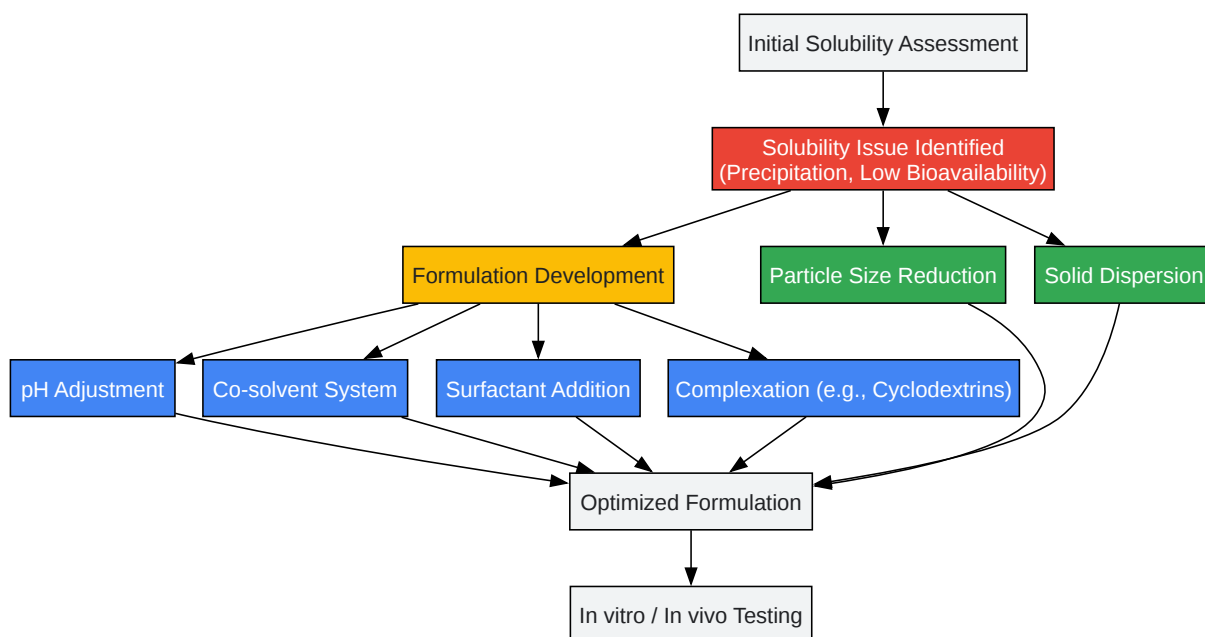 Initial Solubility Assessment
Solubility Issue Identified
(Precipitation, Low Bioavailability)
Formulation Development
Particle Size Reduction
Solid Dispersion
pH Adjustment
Co-solvent System
Surfactant Addition
Complexation (e.g., Cyclodextrins)
Optimized Formulation
In vitro / In vivo Testing